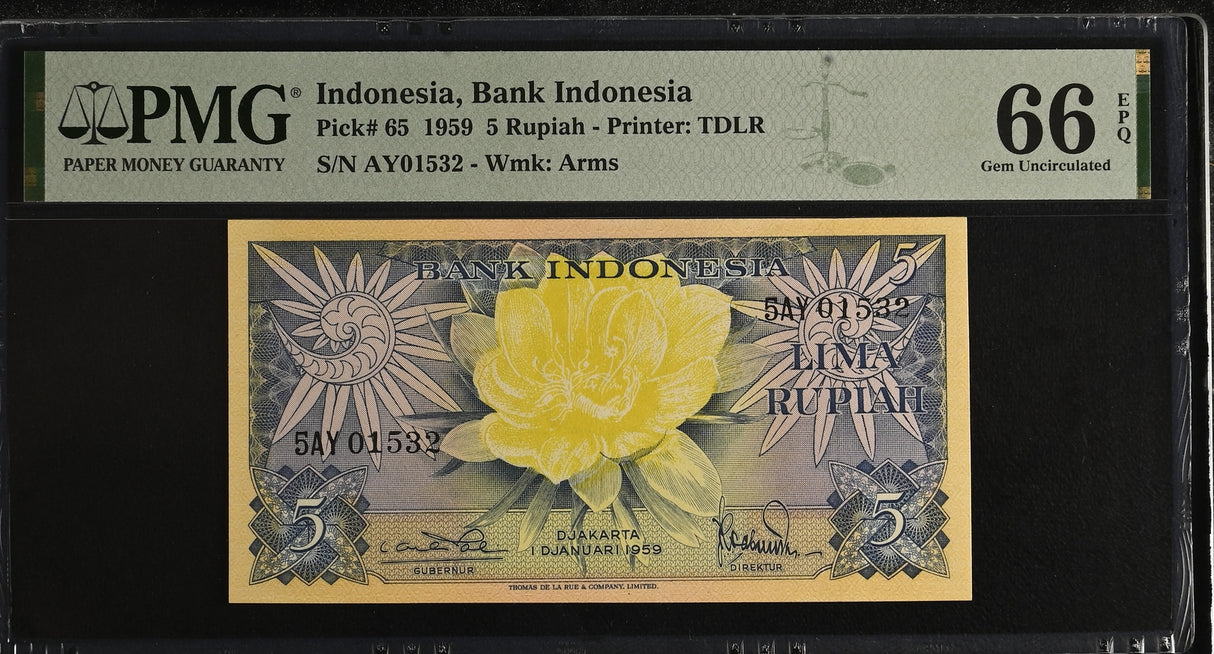 PMG®
PAPER MONEY GUARANTY
Indonesia, Bank Indonesia
Pick# 65 1959 5 Rupiah - Printer: TDLR
S/N AY01532 - Wmk: Arms
66 EPQ
Gem Uncirculated
BANK INDONESIA
5
5AY 01532
LIMA
RUPIAH
5AY 01532
5
5
DJAKARTA
1 DJANUARI 1959
GUBERNUR
DIREKTUR
THOMAS DE LA RUE & COMPANY, LIMITED.